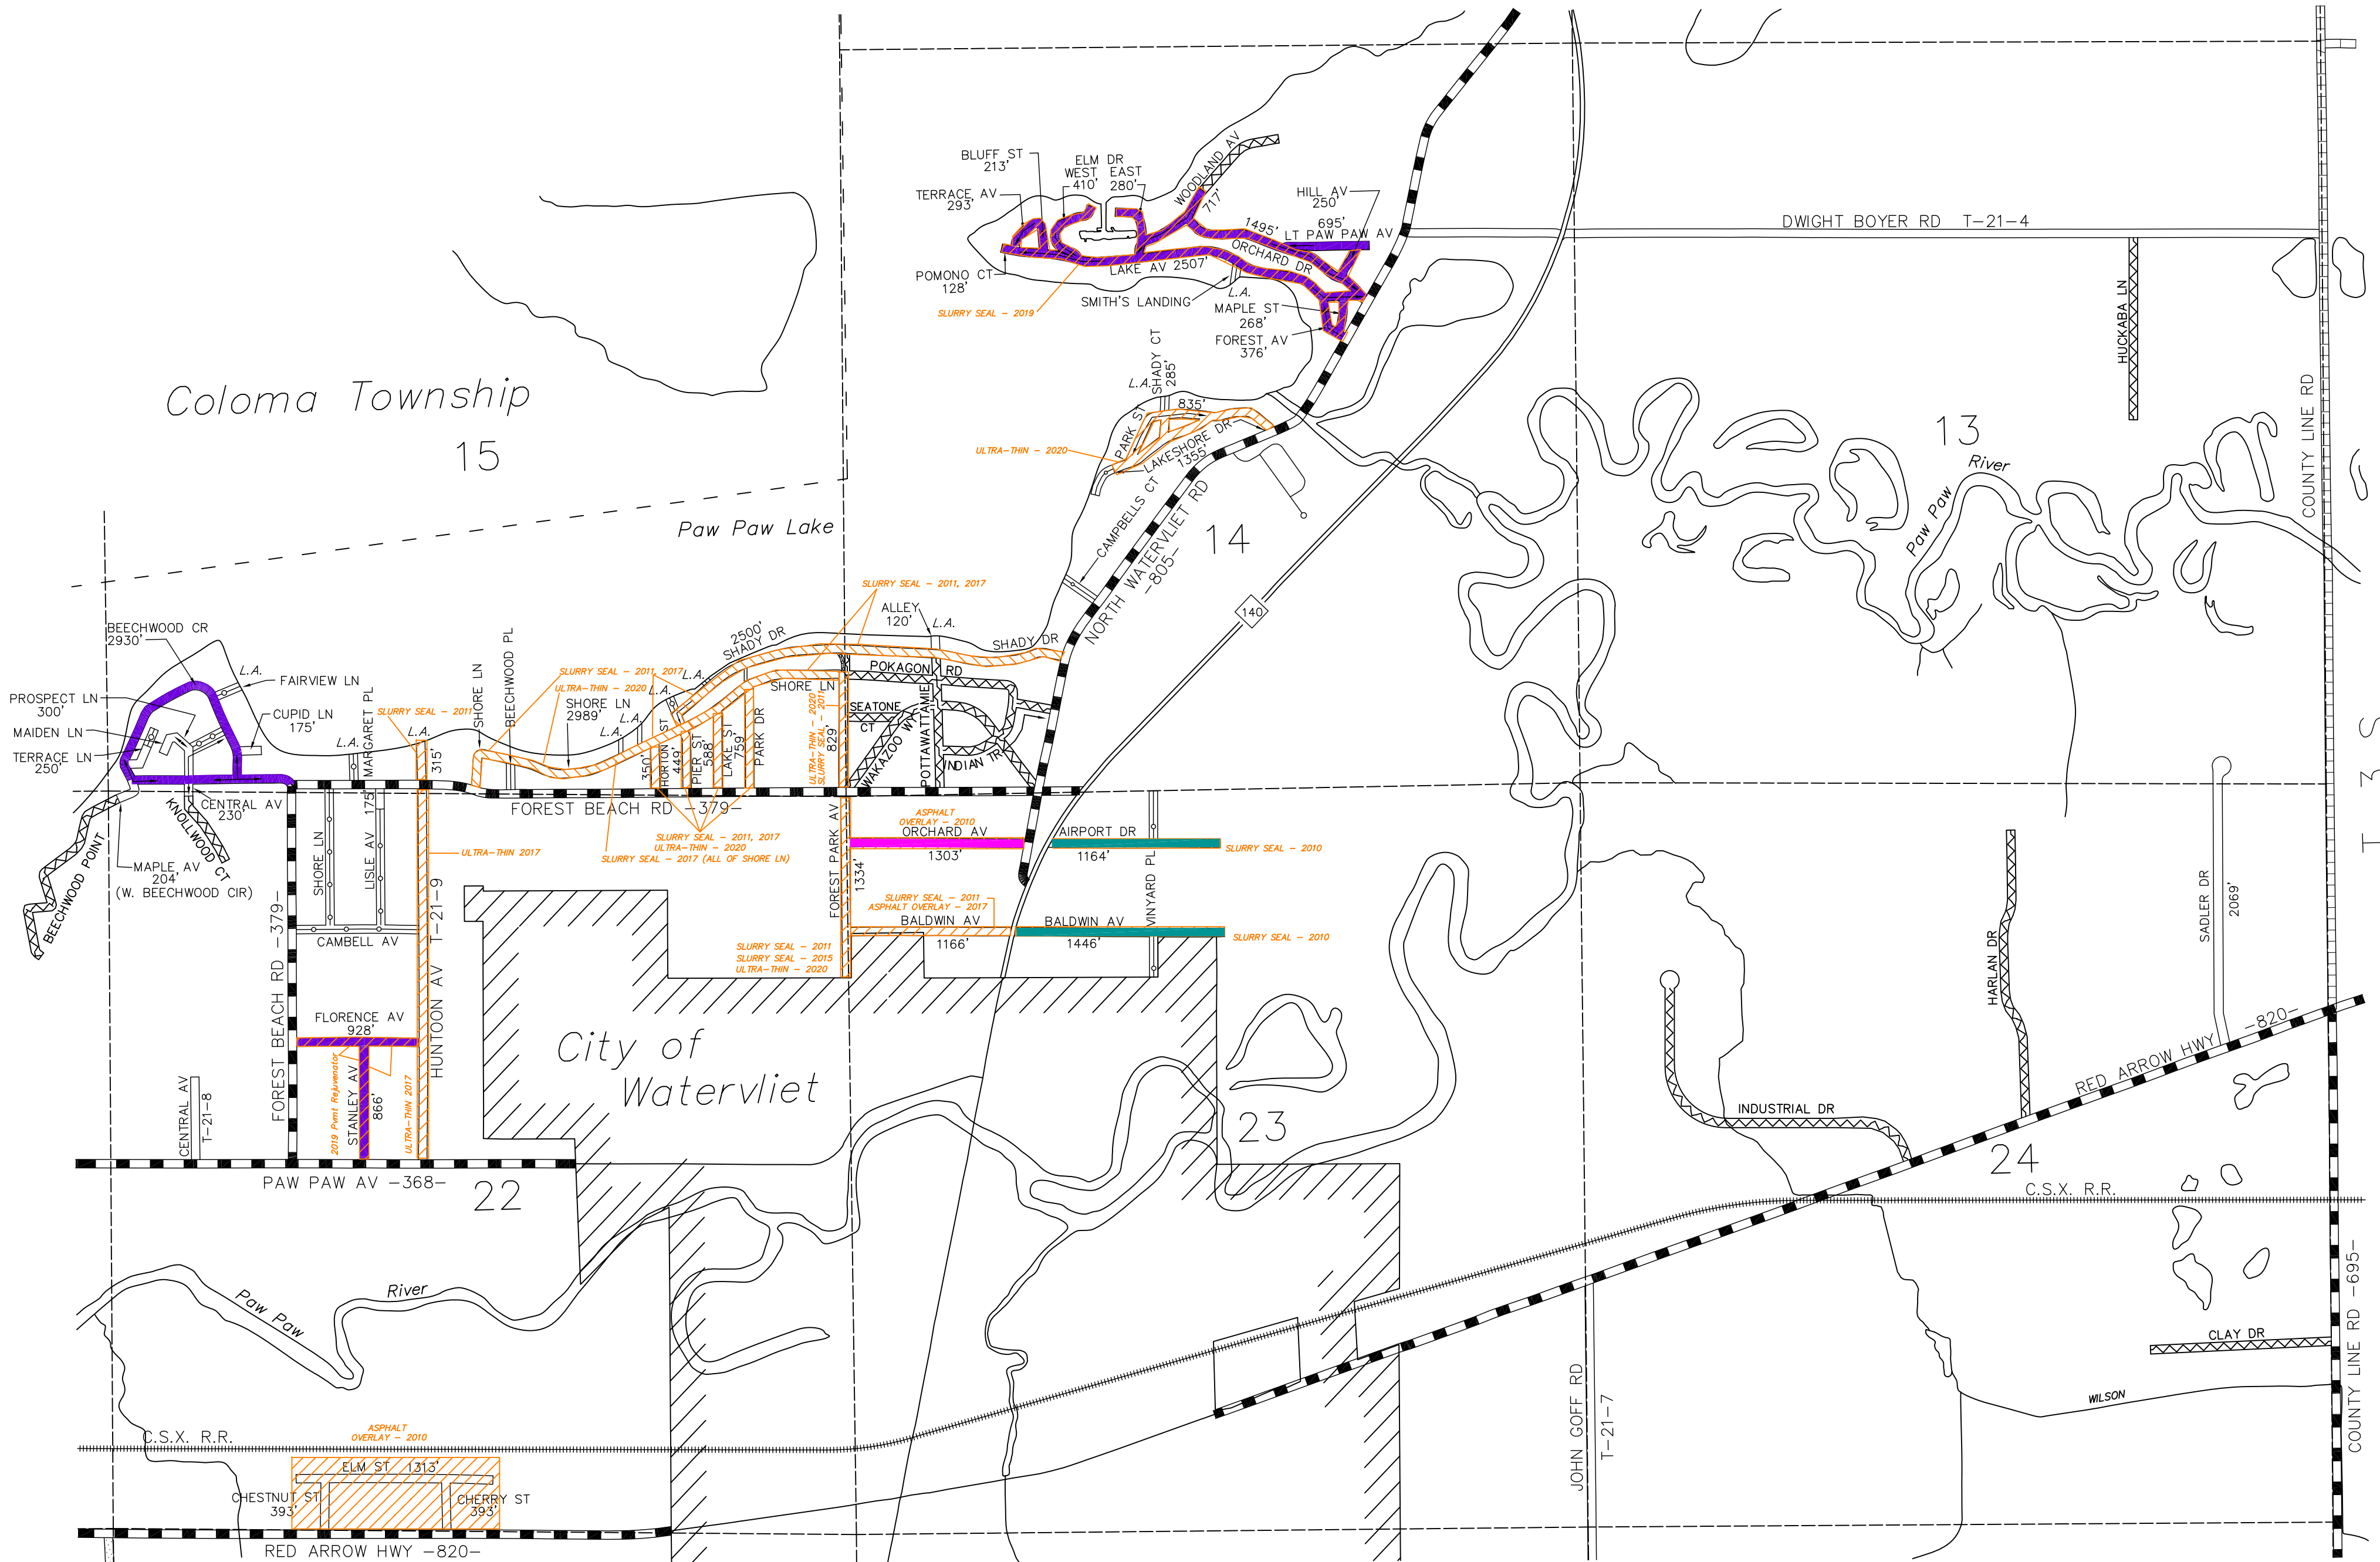 BLUFF ST
213'
ELM DR
WEST EAST
410' 280'
TERRACE AV
293'
WOODLAND AV
717'
HILL AV
250'
695'
LT PAW PAW AV
1495'
ORCHARD DR
LAKE AV 2507'
POMONO CT
128'
SMITH'S LANDING
L.A.
SLURRY SEAL - 2019
MAPLE ST
268'
FOREST AV
376'
DWIGHT BOYER RD T-21-4
HUCKABA LN
COUNTY LINE RD
Coloma Township
15
SHADY CT
285'
L.A.
PARK ST
835'
LAKESHORE DR
1355'
ULTRA-THIN - 2020
CAMPBELLS CT
NORTH WATERVLIET RD
-805-
14
13
River
Paw Paw
Paw Paw Lake
140
SLURRY SEAL - 2011, 2017
ALLEY
120'
L.A.
SHADY DR
2500'
SHADY DR
BEECHWOOD CR
2930'
L.A.
FAIRVIEW LN
PROSPECT LN
300'
CUPID LN
175'
MAIDEN LN
TERRACE LN
250'
L.A.
MARGARET PL
175'
SLURRY SEAL - 2011
L.A.
315'
SHORE LN
BEECHWOOD PL
SLURRY SEAL - 2011, 2017
ULTRA-THIN - 2020
SHORE LN
2989'
L.A.
L.A.
L.A.
L.A.
350'
HORTON ST
449'
PIER ST
588'
LAKE ST
759'
PARK DR
SHORE LN
ULTRA-THIN - 2020
SLURRY SEAL - 2011
829'
POKAGON RD
SEATONE
CT
WAKAZOO WY
POTTAWATTAMIE
INDIAN TR
CENTRAL AV
230'
KNOLLWOOD CT
BEECHWOOD POINT
MAPLE AV
204'
(W. BEECHWOOD CIR)
FOREST BEACH RD -379-
SLURRY SEAL - 2011, 2017
ULTRA-THIN - 2020
SLURRY SEAL - 2017 (ALL OF SHORE LN)
ULTRA-THIN 2017
SHORE LN
LISLE AV
CAMBELL AV
FOREST BEACH RD -379-
HUNTOON AV T-21-9
FOREST PARK AV
1334'
ASPHALT
OVERLAY - 2010
ORCHARD AV
1303'
AIRPORT DR
1164'
SLURRY SEAL - 2010
VINYARD PL
SLURRY SEAL - 2011
ASPHALT OVERLAY - 2017
BALDWIN AV
1166'
BALDWIN AV
1446'
SLURRY SEAL - 2010
SLURRY SEAL - 2011
SLURRY SEAL - 2015
ULTRA-THIN - 2020
HARLAN DR
SADLER DR
2069'
T 3 S
FLORENCE AV
928'
2019 Pvmt Rejuvenator
STANLEY AV
866'
ULTRA-THIN 2017
CENTRAL AV
T-21-8
PAW PAW AV -368-
22
City of
Watervliet
23
INDUSTRIAL DR
RED ARROW HWY -820-
24
C.S.X. R.R.
Paw Paw
River
CLAY DR
WILSON
COUNTY LINE RD -695-
JOHN GOFF RD
T-21-7
C.S.X. R.R.
ASPHALT
OVERLAY - 2010
ELM ST 1313'
CHESTNUT ST
393'
CHERRY ST
393'
RED ARROW HWY -820-